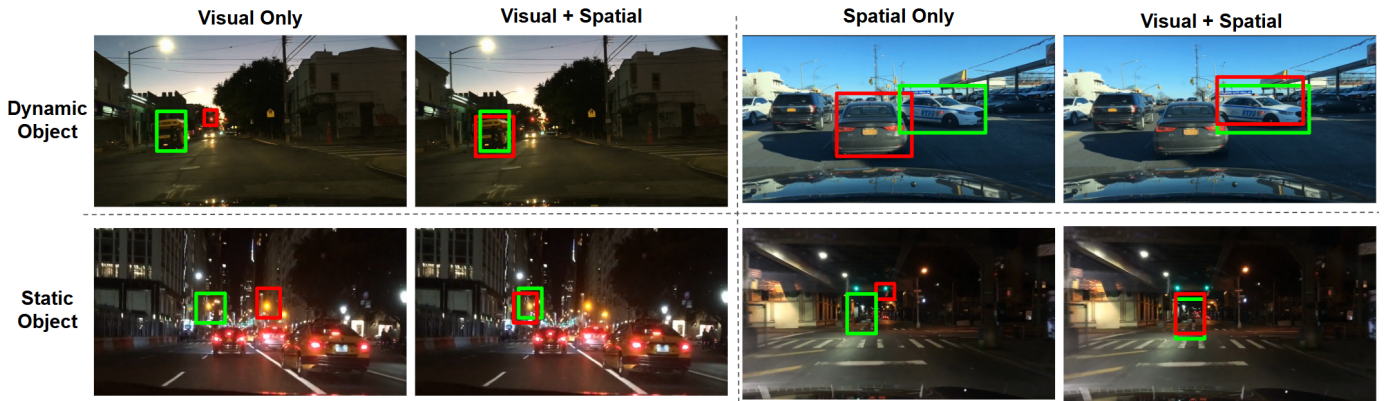 Visual Only
Visual + Spatial
Spatial Only
Visual + Spatial
Dynamic
Object
Static
Object